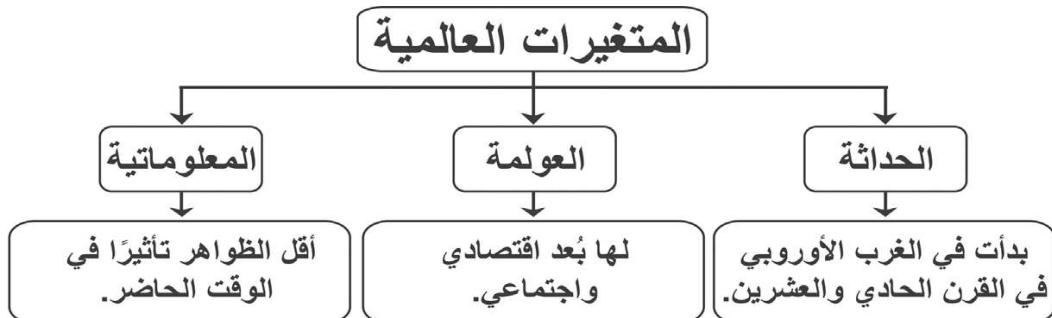 المتغيرات العالمية
الحداثة
العولمة
المعلوماتية
بدأت في الغرب الأوروبي
في القرن الحادي والعشرين.
لها بُعد اقتصادي
واجتماعي.
أقل الظواهر تأثيرًا في
الوقت الحاضر.